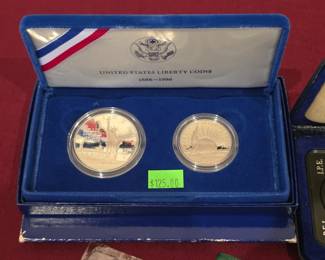 UNITED STATES LIBERTY COINS
1886-1986
$125.00
I.P.E.